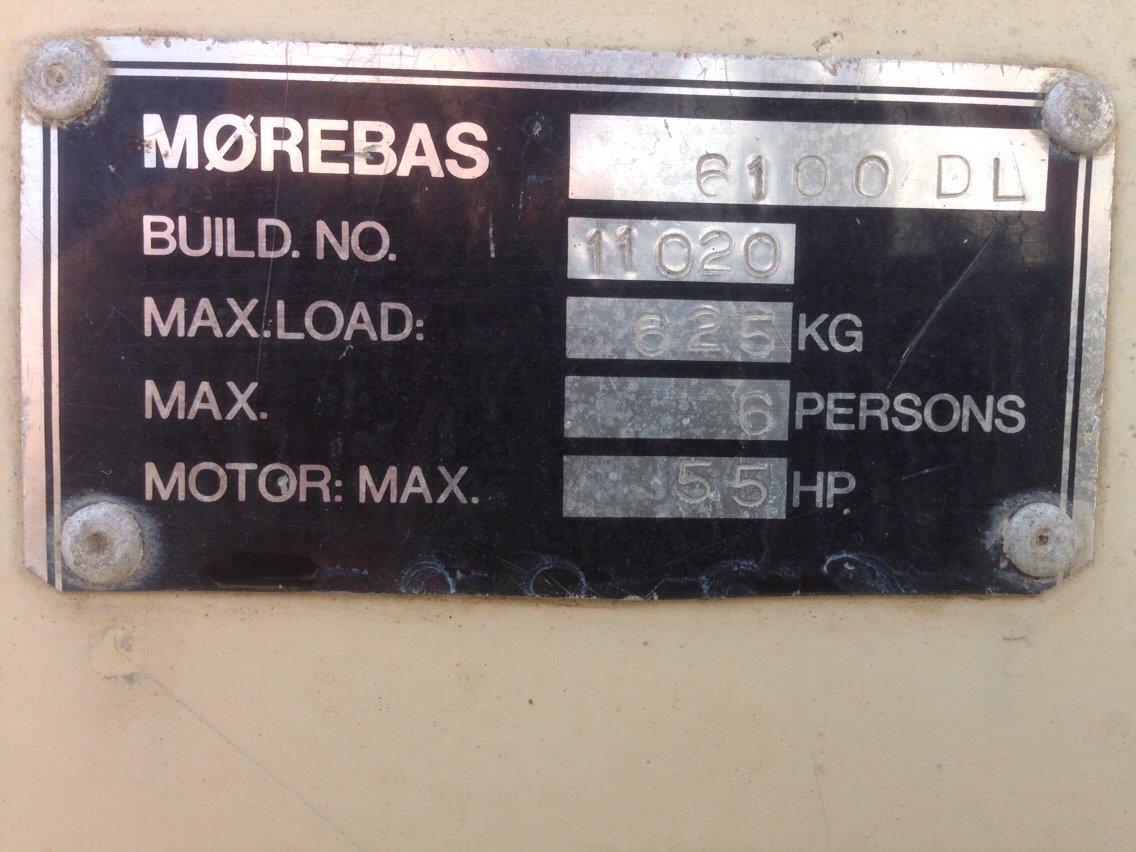 MØREBAS 6100 DL
BUILD. NO. 11020
MAX.LOAD: 625 KG
MAX. 6 PERSONS
MOTOR: MAX. 55 HP.